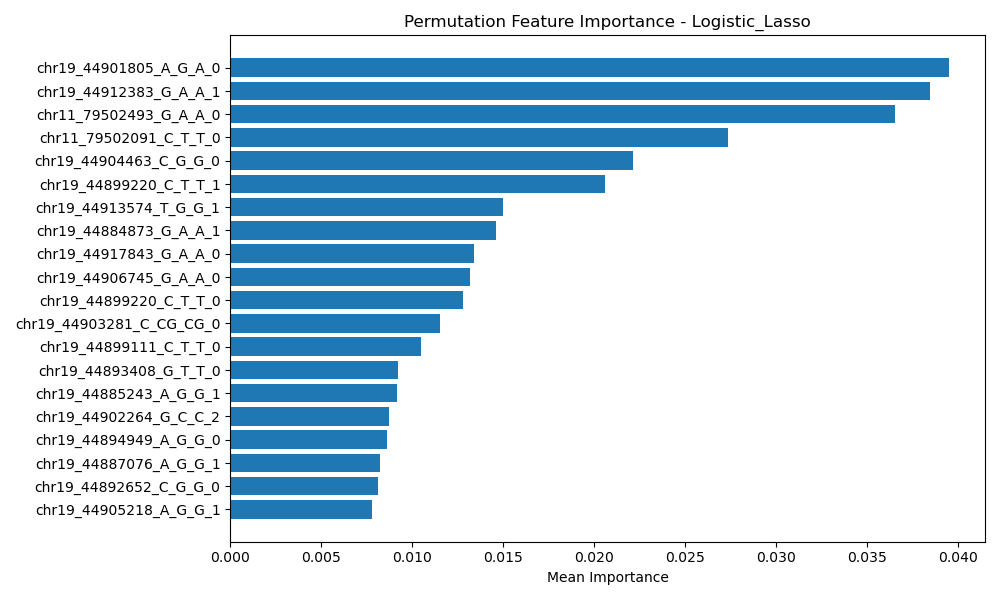 Permutation Feature Importance - Logistic_Lasso
chr19_44901805_A_G_A_0
chr19_44912383_G_A_A_1
chr11_79502493_G_A_A_0
chr11_79502091_C_T_T_0
chr19_44904463_C_G_G_0
chr19_44899220_C_T_T_1
chr19_44913574_T_G_G_1
chr19_44884873_G_A_A_1
chr19_44917843_G_A_A_0
chr19_44906745_G_A_A_0
chr19_44899220_C_T_T_0
chr19_44903281_C_CG_CG_0
chr19_44899111_C_T_T_0
chr19_44893408_G_T_T_0
chr19_44885243_A_G_G_1
chr19_44902264_G_C_C_2
chr19_44894949_A_G_G_0
chr19_44887076_A_G_G_1
chr19_44892652_C_G_G_0
chr19_44905218_A_G_G_1
0.000 0.005 0.010 0.015 0.020 0.025 0.030 0.035 0.040
Mean Importance